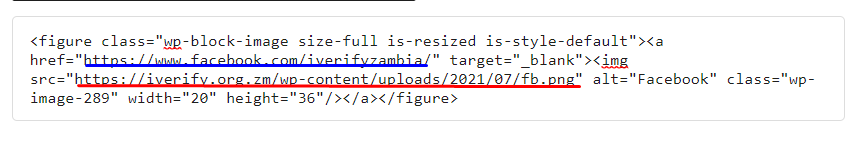 <figure class="wp-block-image size-full is-resized is-style-default"><a
href="https://www.facebook.com/iverifyzambia/" target="_blank"><img
src="https://iverify.org.zm/wp-content/uploads/2021/07/fb.png" alt="Facebook" class="wp-
image-289" width="20" height="36"/></a></figure>